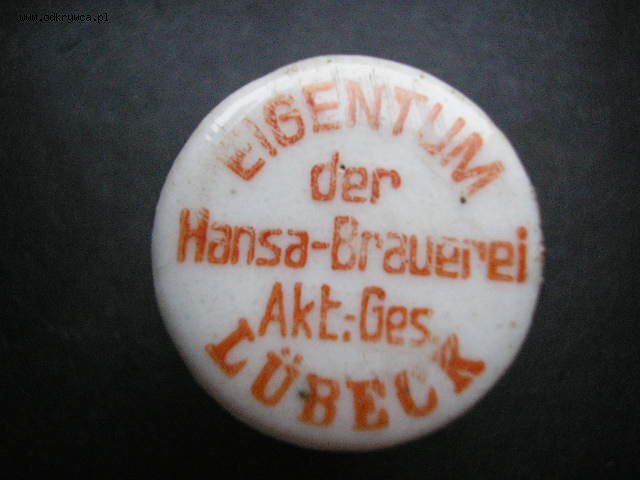 www.odkrywca.pl
EIGENTUM
der
Hansa-Brauerei
Akt.-Ges.
LÜBECK